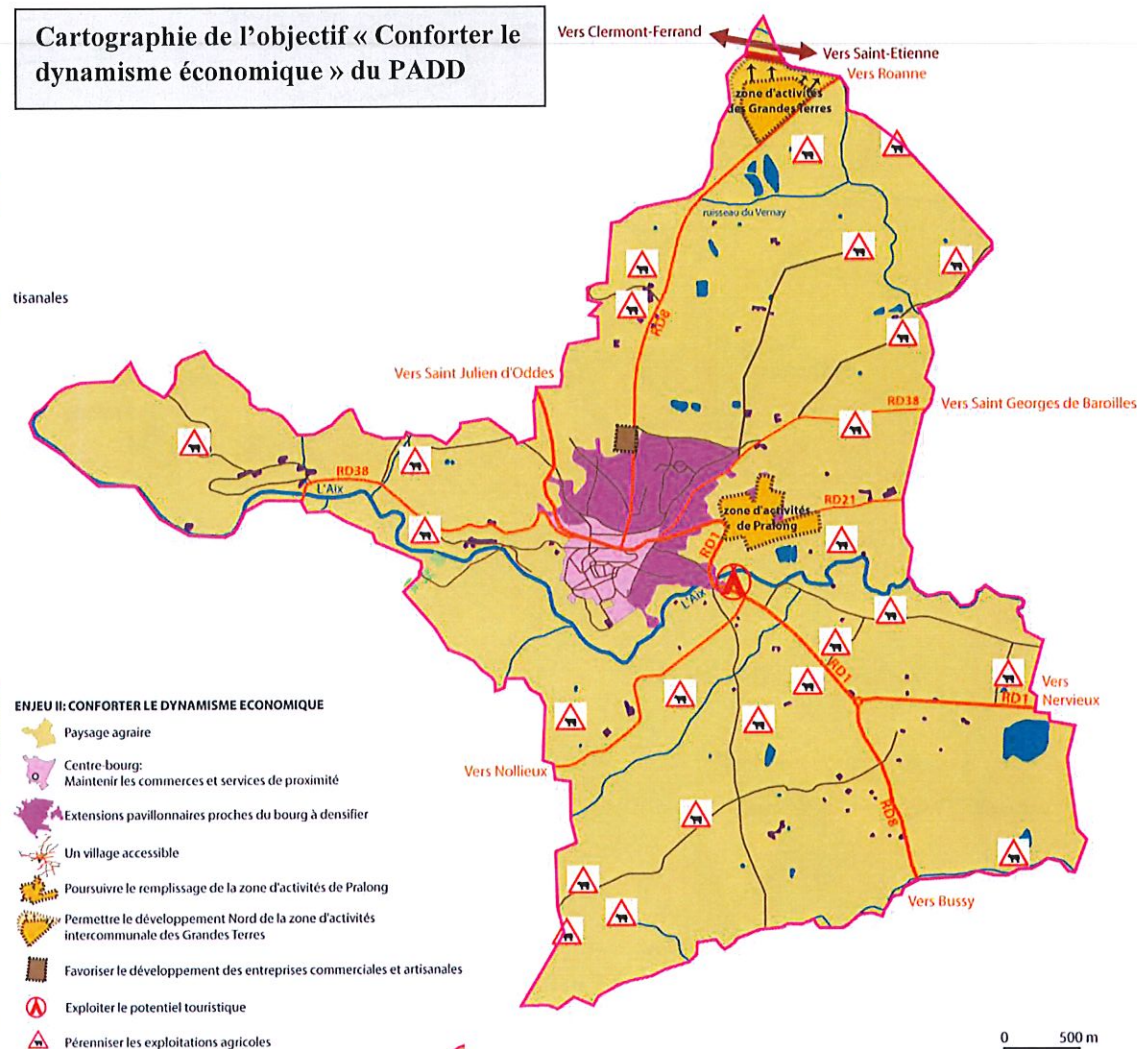 Cartographie de l'objectif « Conforter le
dynamisme économique » du PADD
Vers Clermont-Ferrand
Vers Saint-Etienne
Vers Roanne
zone d'activités
des Grandes Terres
ruisseau du Vernay
tisanales
RD8
Vers Saint Julien d'Oddes
RD38
Vers Saint Georges de Baroilles
RD38
L'Aix
zone d'activités
de Pralong
RD21
RD1
L'Aix
RD1
Vers
Nervieux
RD1
Vers Nollieux
RD8
Vers Bussy
ENJEU II: CONFORTER LE DYNAMISME ECONOMIQUE
Paysage agraire
Centre-bourg:
Maintenir les commerces et services de proximité
Extensions pavillonnaires proches du bourg à densifier
Un village accessible
Poursuivre le remplissage de la zone d'activités de Pralong
Permettre le développement Nord de la zone d'activités
intercommunale des Grandes Terres
Favoriser le développement des entreprises commerciales et artisanales
Exploiter le potentiel touristique
Pérenniser les exploitations agricoles
0 500 m